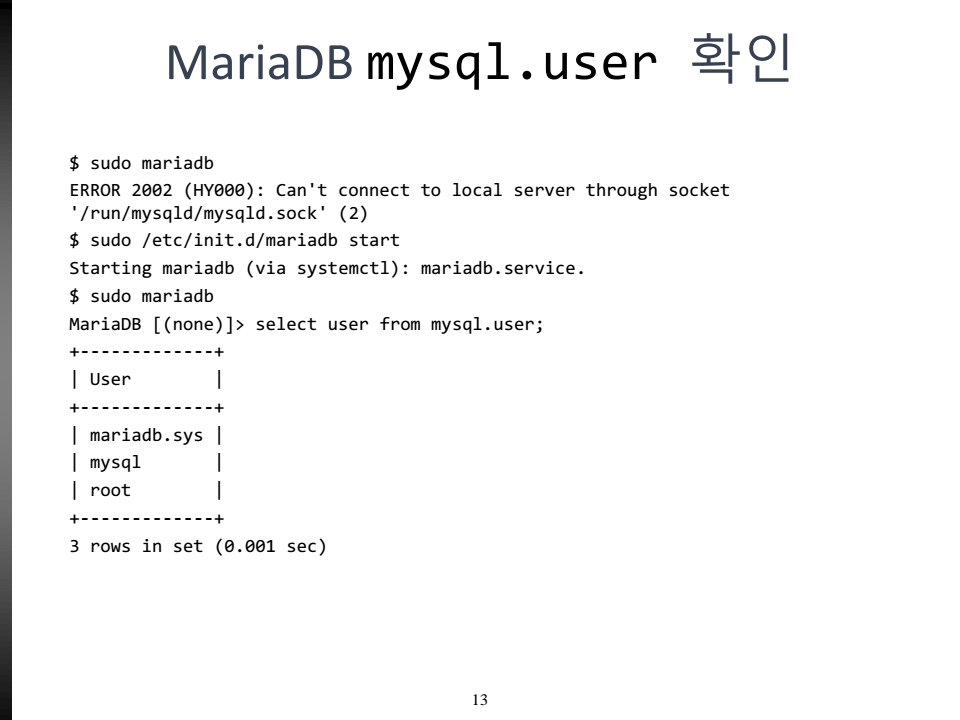 MariaDB mysql.user 확인
$ sudo mariadb
ERROR 2002 (HY000): Can't connect to local server through socket
'/run/mysqld/mysqld.sock' (2)
$ sudo /etc/init.d/mariadb start
Starting mariadb (via systemctl): mariadb.service.
$ sudo mariadb
MariaDB [(none)]> select user from mysql.user;
+-------------+
| User        |
+-------------+
| mariadb.sys |
| mysql       |
| root        |
+-------------+
3 rows in set (0.001 sec)
13